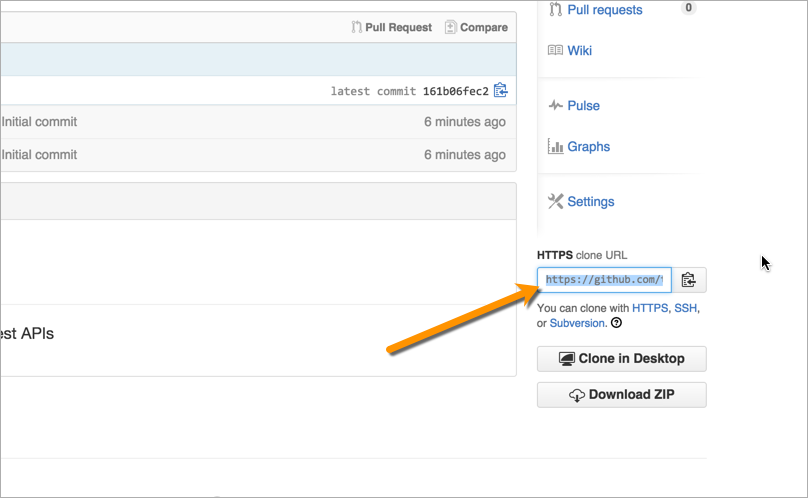 Pull Request Compare
latest commit 161b06fec2
Initial commit 6 minutes ago
Initial commit 6 minutes ago
est APIs
Pull requests 0
Wiki
Pulse
Graphs
Settings
HTTPS clone URL
https://github.com/
You can clone with HTTPS, SSH,
or Subversion.
Clone in Desktop
Download ZIP